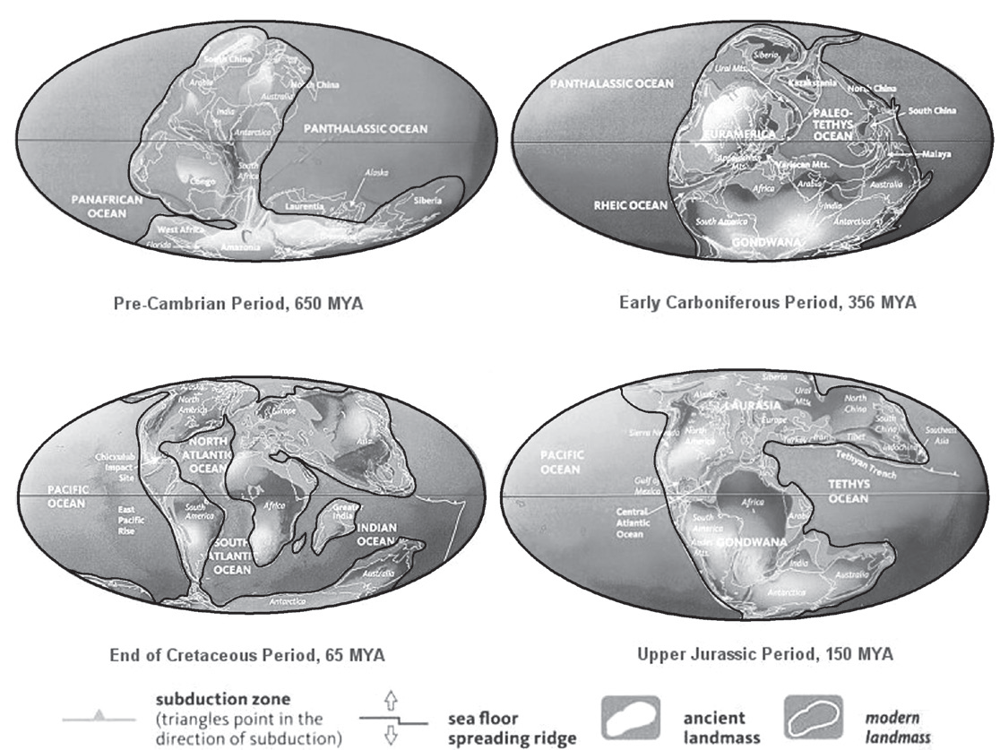 South China
Arabia
North China
Australia
India
PANTHALASSIC OCEAN
Antarctica
South
Africa
Congo
Alaska
PANAFRICAN
OCEAN
Laurentia
Siberia
West Africa
Florida
Amazonia
Pre-Cambrian Period, 650 MYA
Siberia
Ural Mts.
PANTHALASSIC OCEAN
Kazakstania
North China
PALEO-
TETHYS
OCEAN
South China
EURAMERICA
Malaya
Appalachian
Mts.
Variscan Mts.
Africa
Arabia
Australia
RHEIC OCEAN
India
South America
Antarctica
GONDWANA
Early Carboniferous Period, 356 MYA
Alaska
North
America
Europe
Asia
NORTH
ATLANTIC
OCEAN
Chicxulub
Impact
Site
PACIFIC
OCEAN
East
Pacific
Rise
South
America
Africa
Greater
India
INDIAN
OCEAN
SOUTH
ATLANTIC
OCEAN
Australia
Antarctica
End of Cretaceous Period, 65 MYA
Siberia
Alaska
LAURASIA
Ural
Mts.
North
China
Europe
Sierra Nevada
North
America
South
China
Turkey
Iran
Tibet
Indochina
Southeast
Asia
PACIFIC
OCEAN
Tethyan Trench
Gulf of
Mexico
TETHYS
OCEAN
Africa
Central
Atlantic
Ocean
Arabia
South
America
GONDWANA
Andes
Mts.
India
Australia
Antarctica
Upper Jurassic Period, 150 MYA
subduction zone
(triangles point in the
direction of subduction)
sea floor
spreading ridge
ancient
landmass
modern
landmass